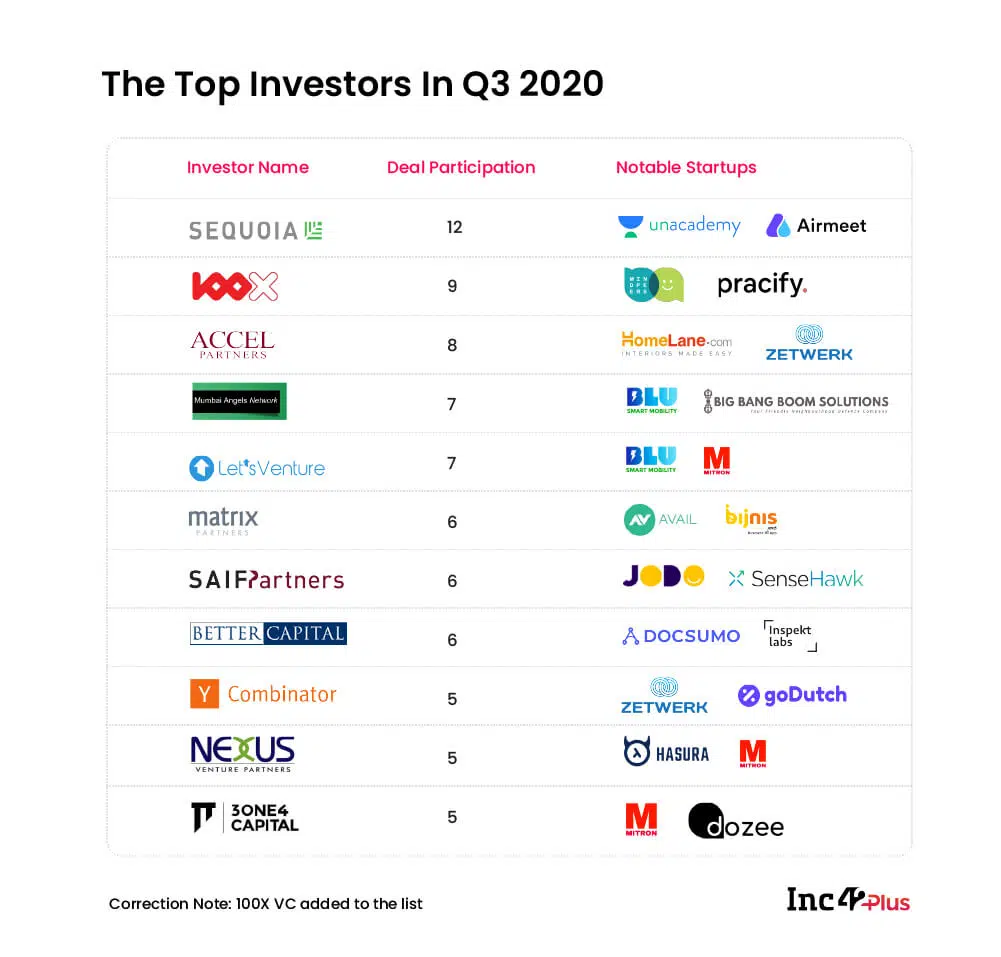 The Top Investors In Q3 2020
Investor Name Deal Participation Notable Startups
SEQUOIA 12 unacademy Airmeet
100X 9 MINDPEERS pracify.
ACCEL PARTNERS 8 HomeLane.com INTERIORS MADE EASY ZETWERK
Mumbai Angels Network 7 BLU SMART MOBILITY BIG BANG BOOM SOLUTIONS Your Friendly Neighbourhood Defence Company
Let'sVenture 7 BLU SMART MOBILITY M MITRON
matrix PARTNERS 6 AV AVAIL bijnis
SAIF Partners 6 JODO SenseHawk
BETTER CAPITAL 6 DOCSUMO Inspekt labs
Y Combinator 5 ZETWERK goDutch
NEXUS VENTURE PARTNERS 5 HASURA M MITRON
3ONE4 CAPITAL 5 M MITRON dozee
Correction Note: 100X VC added to the list
Inc42 Plus